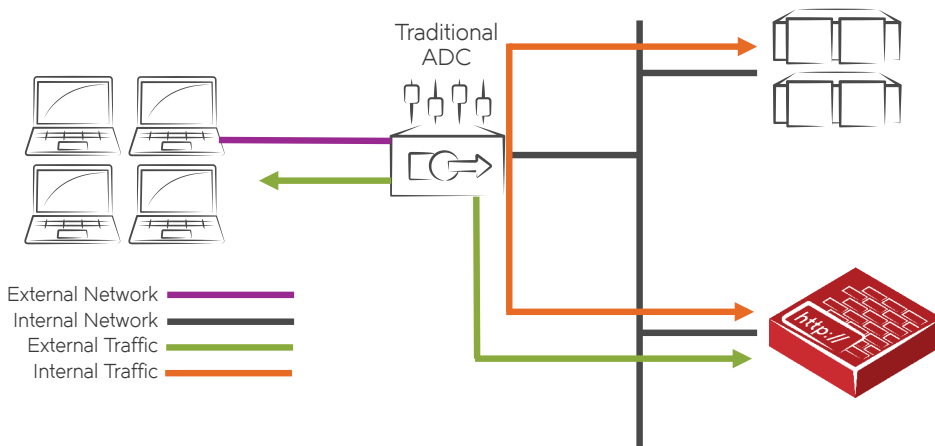 Traditional
ADC
External Network
Internal Network
External Traffic
Internal Traffic
http://